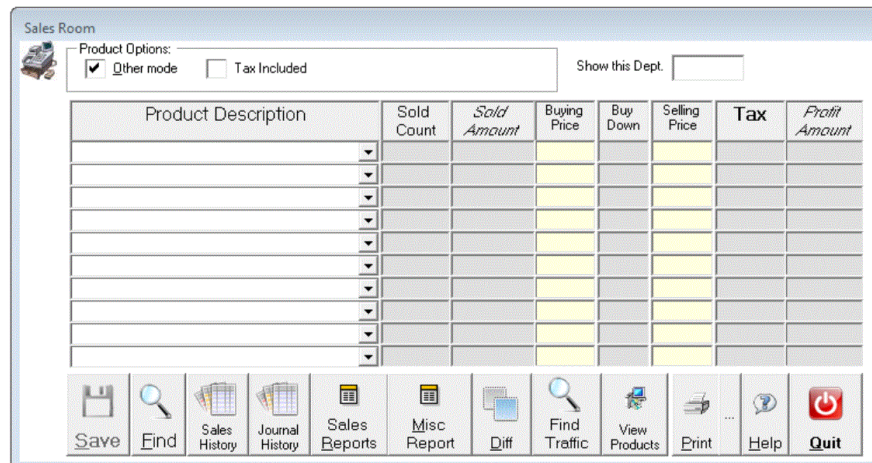 Sales Room
Product Options:
Other mode Tax Included Show this Dept.
Product Description Sold Count Sold Amount Buying Price Buy Down Selling Price Tax Profit Amount
Save Find Sales History Journal History Sales Reports Misc Report Diff Find Traffic View Products Print ... Help Quit